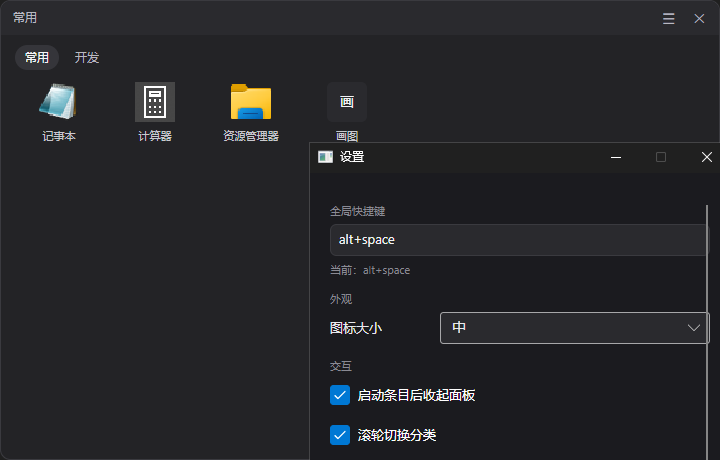 常用
常用 开发
记事本 计算器 资源管理器 画 画图
设置
全局快捷键
alt+space
当前：alt+space
外观
图标大小 中
交互
启动条目后收起面板
滚轮切换分类